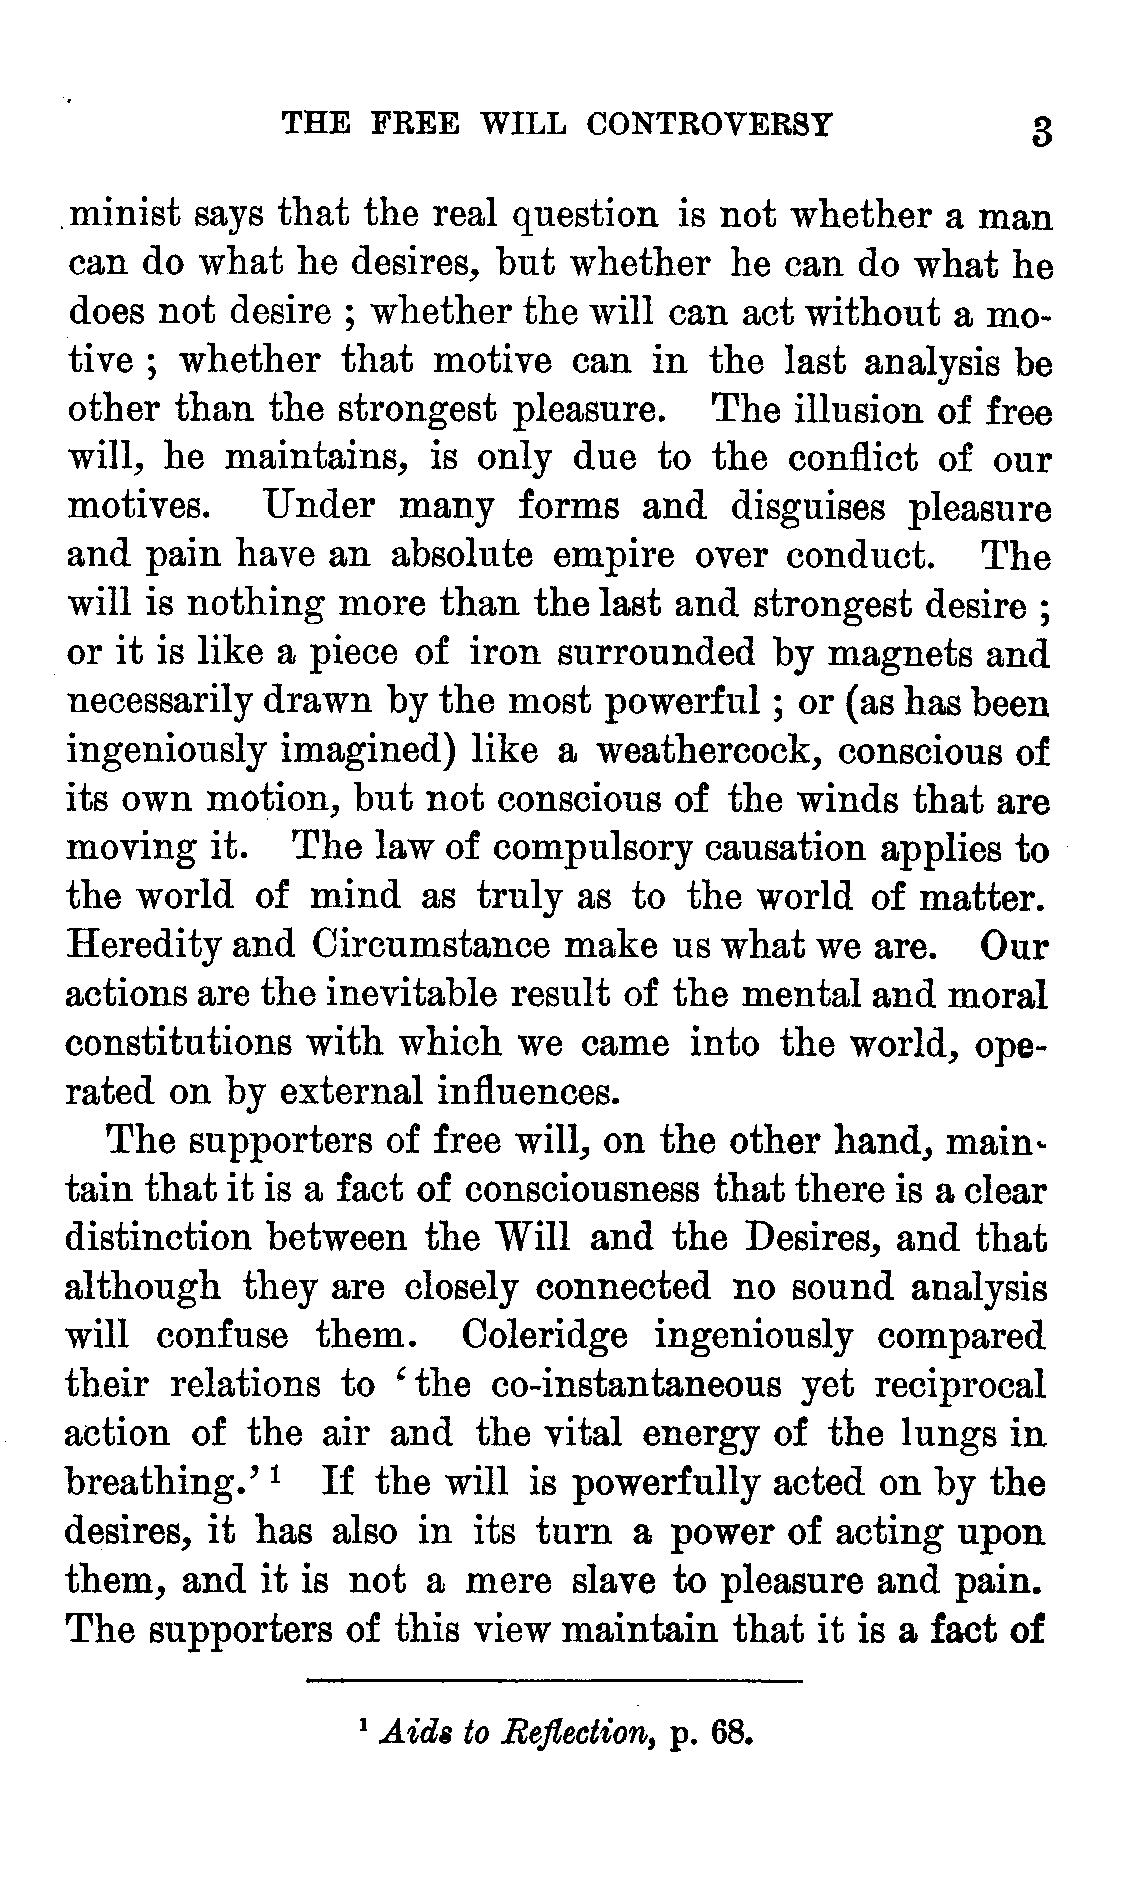 THE FREE WILL CONTROVERSY 3
minist says that the real question is not whether a man
can do what he desires, but whether he can do what he
does not desire ; whether the will can act without a mo-
tive ; whether that motive can in the last analysis be
other than the strongest pleasure. The illusion of free
will, he maintains, is only due to the conflict of our
motives. Under many forms and disguises pleasure
and pain have an absolute empire over conduct. The
will is nothing more than the last and strongest desire ;
or it is like a piece of iron surrounded by magnets and
necessarily drawn by the most powerful ; or (as has been
ingeniously imagined) like a weathercock, conscious of
its own motion, but not conscious of the winds that are
moving it. The law of compulsory causation applies to
the world of mind as truly as to the world of matter.
Heredity and Circumstance make us what we are. Our
actions are the inevitable result of the mental and moral
constitutions with which we came into the world, ope-
rated on by external influences.
The supporters of free will, on the other hand, main-
tain that it is a fact of consciousness that there is a clear
distinction between the Will and the Desires, and that
although they are closely connected no sound analysis
will confuse them. Coleridge ingeniously compared
their relations to ‘the co-instantaneous yet reciprocal
action of the air and the vital energy of the lungs in
breathing.’ ¹ If the will is powerfully acted on by the
desires, it has also in its turn a power of acting upon
them, and it is not a mere slave to pleasure and pain.
The supporters of this view maintain that it is a fact of
¹ Aids to Reflection, p. 68.